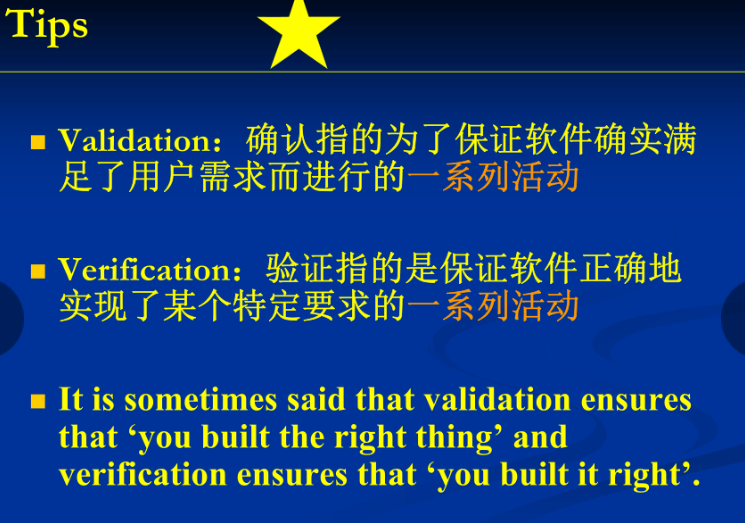 Tips
Validation：确认指的为了保证软件确实满
足了用户需求而进行的一系列活动
Verification：验证指的是保证软件正确地
实现了某个特定要求的一系列活动
It is sometimes said that validation ensures
that ‘you built the right thing’ and
verification ensures that ‘you built it right’.